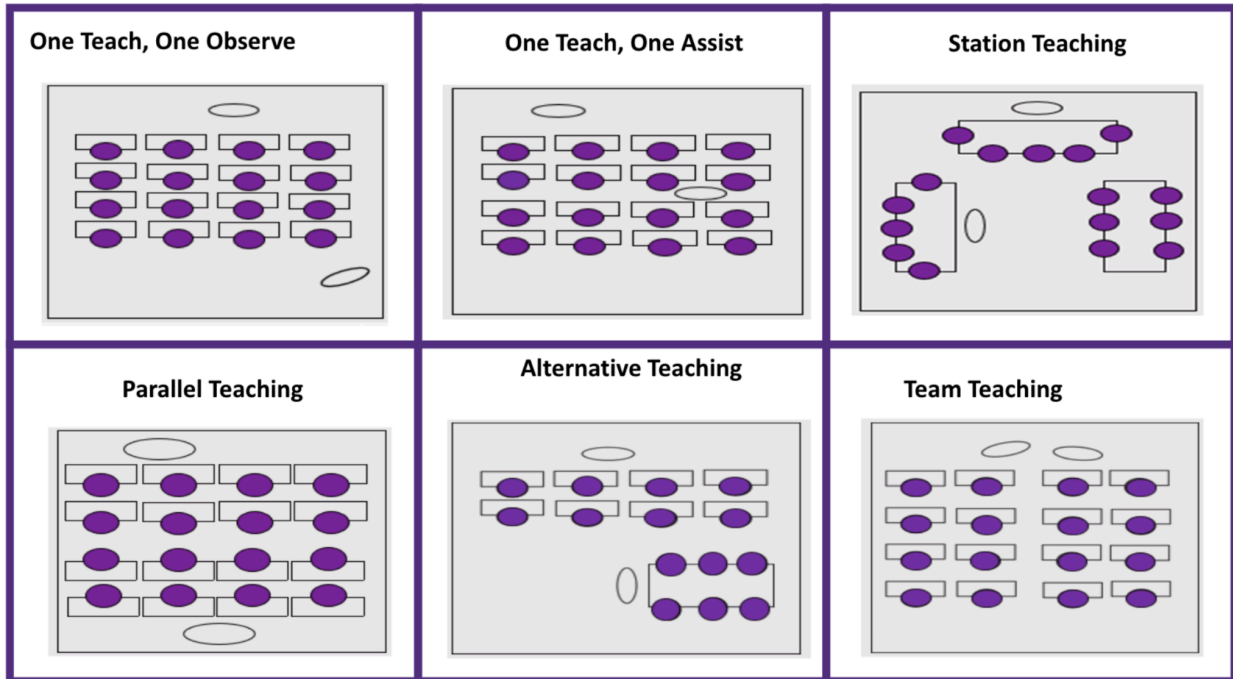 One Teach, One Observe
One Teach, One Assist
Station Teaching
Parallel Teaching
Alternative Teaching
Team Teaching